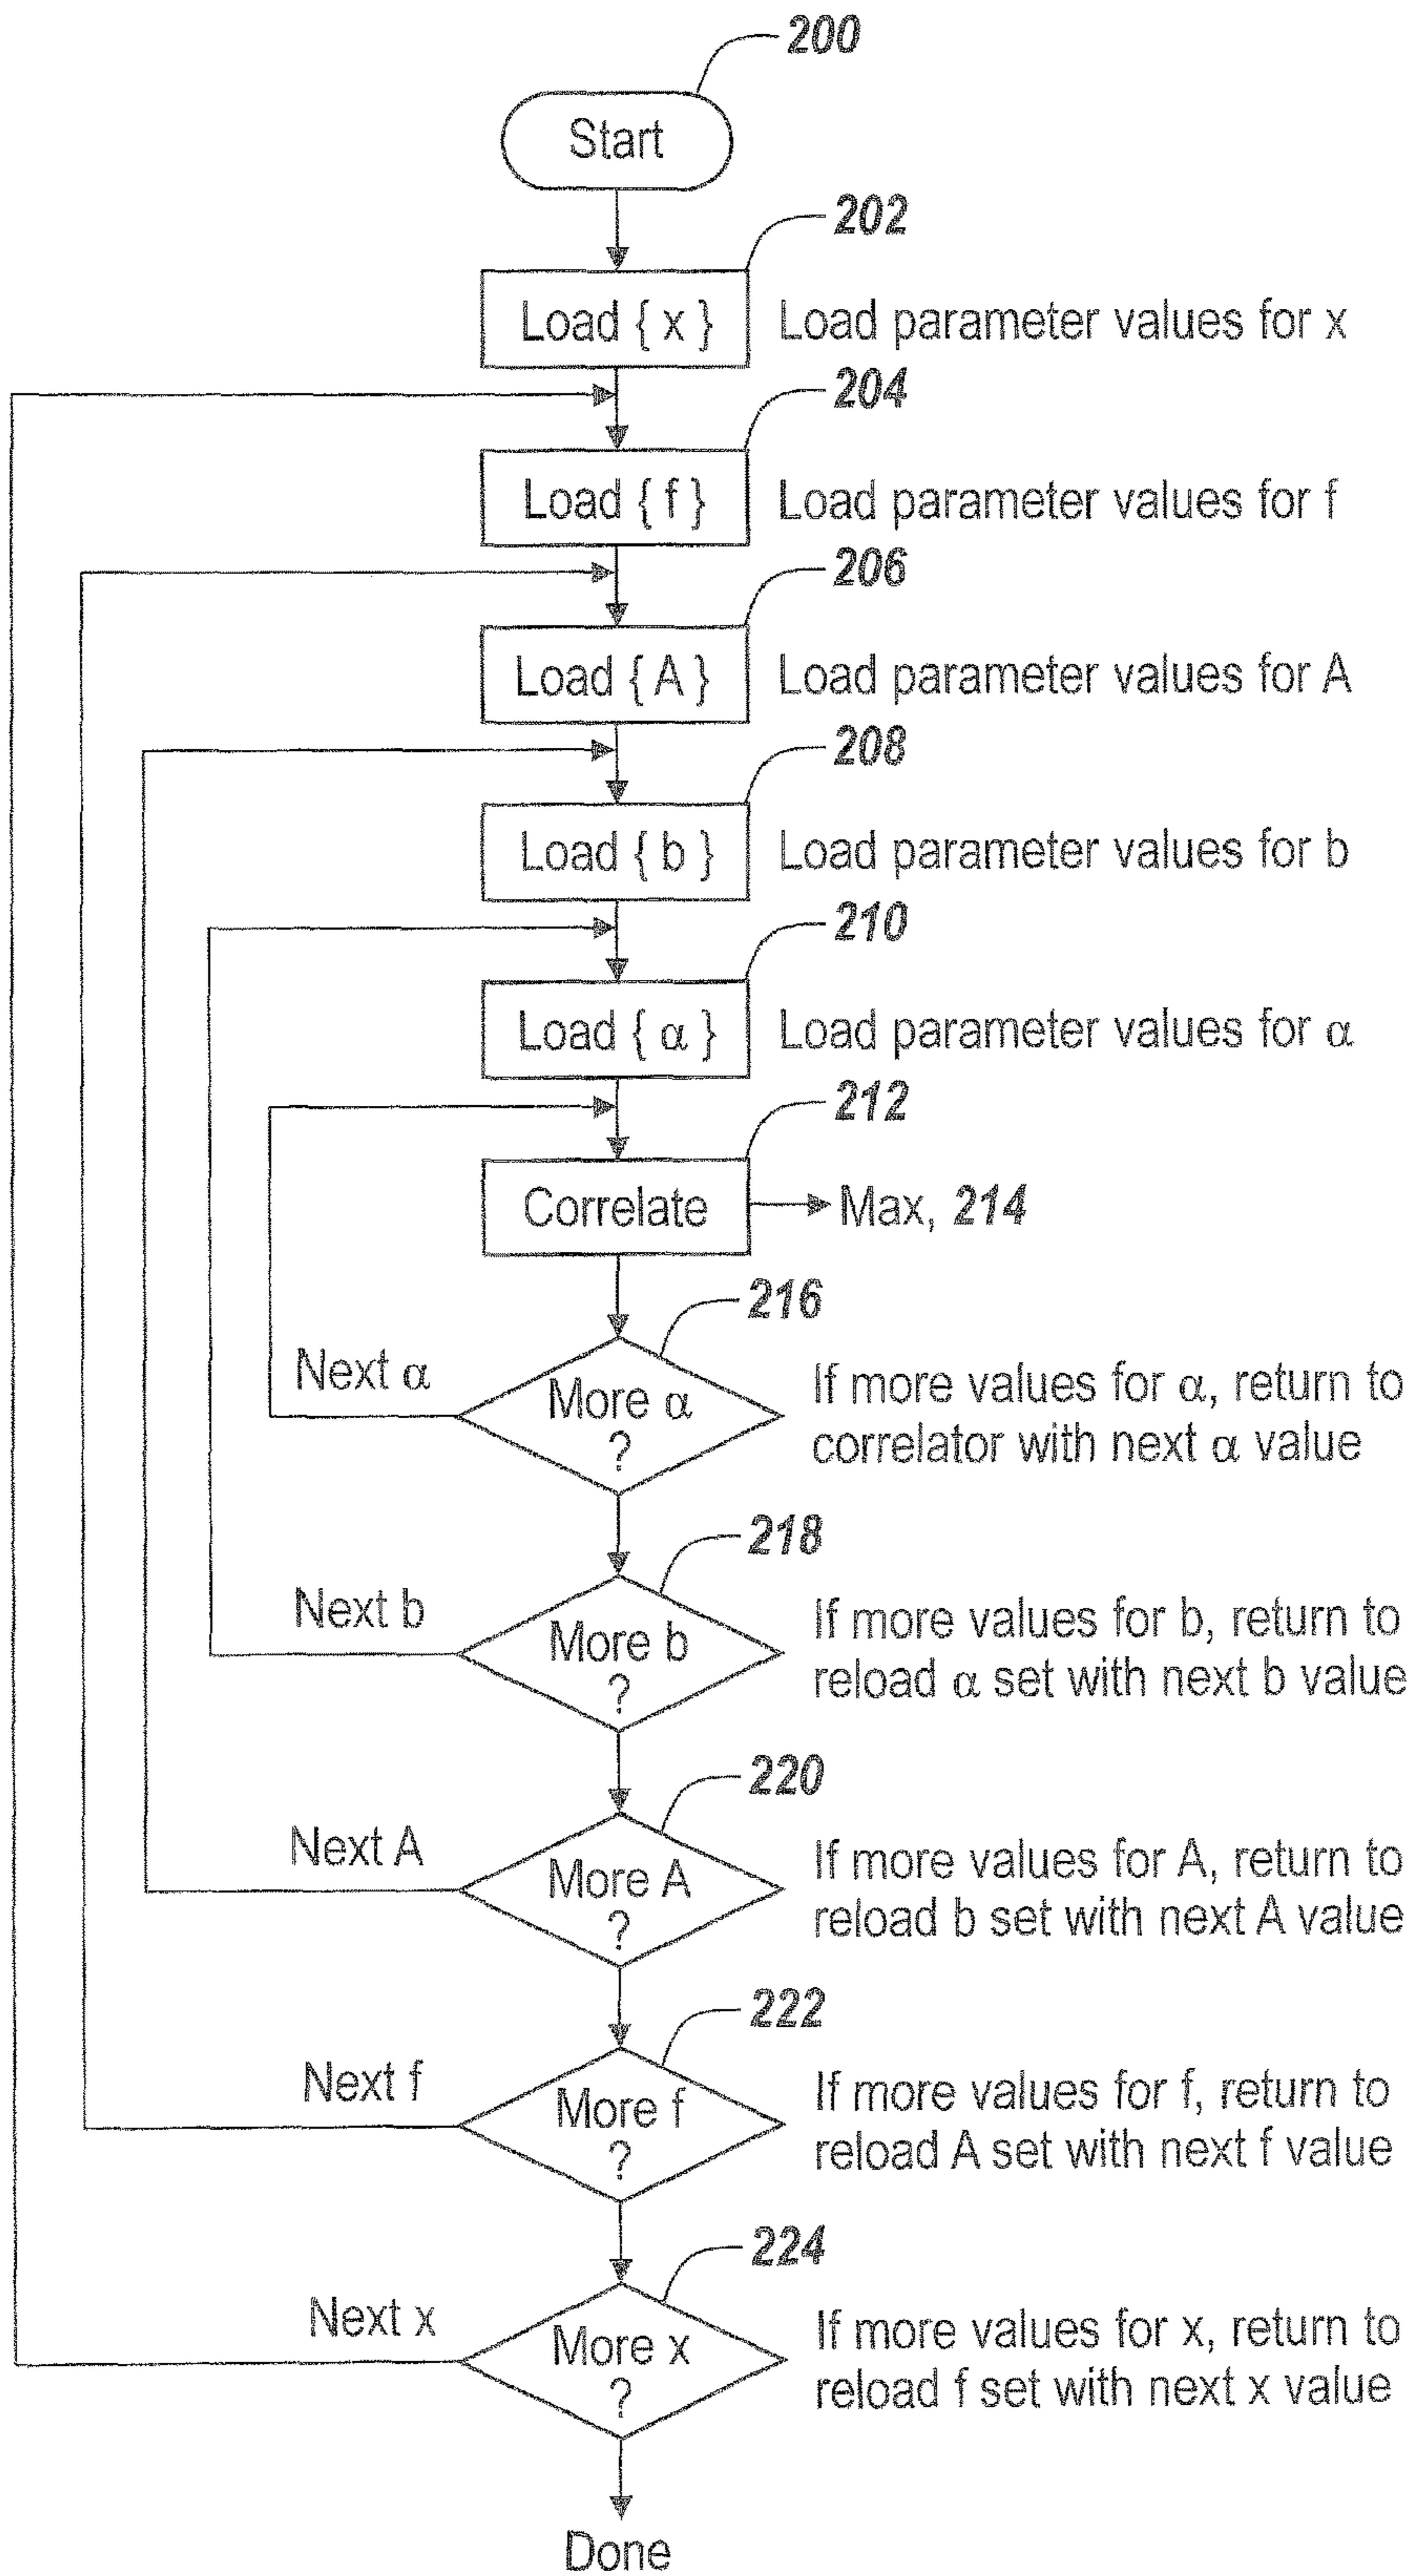 200
Start
202
Load { x }
Load parameter values for x
204
Load { f }
Load parameter values for f
206
Load { A }
Load parameter values for A
208
Load { b }
Load parameter values for b
210
Load { α }
Load parameter values for α
212
Correlate
Max, 214
216
Next α
More α
?
If more values for α, return to
correlator with next α value
218
Next b
More b
?
If more values for b, return to
reload α set with next b value
220
Next A
More A
?
If more values for A, return to
reload b set with next A value
222
Next f
More f
?
If more values for f, return to
reload A set with next f value
224
Next x
More x
?
If more values for x, return to
reload f set with next x value
Done